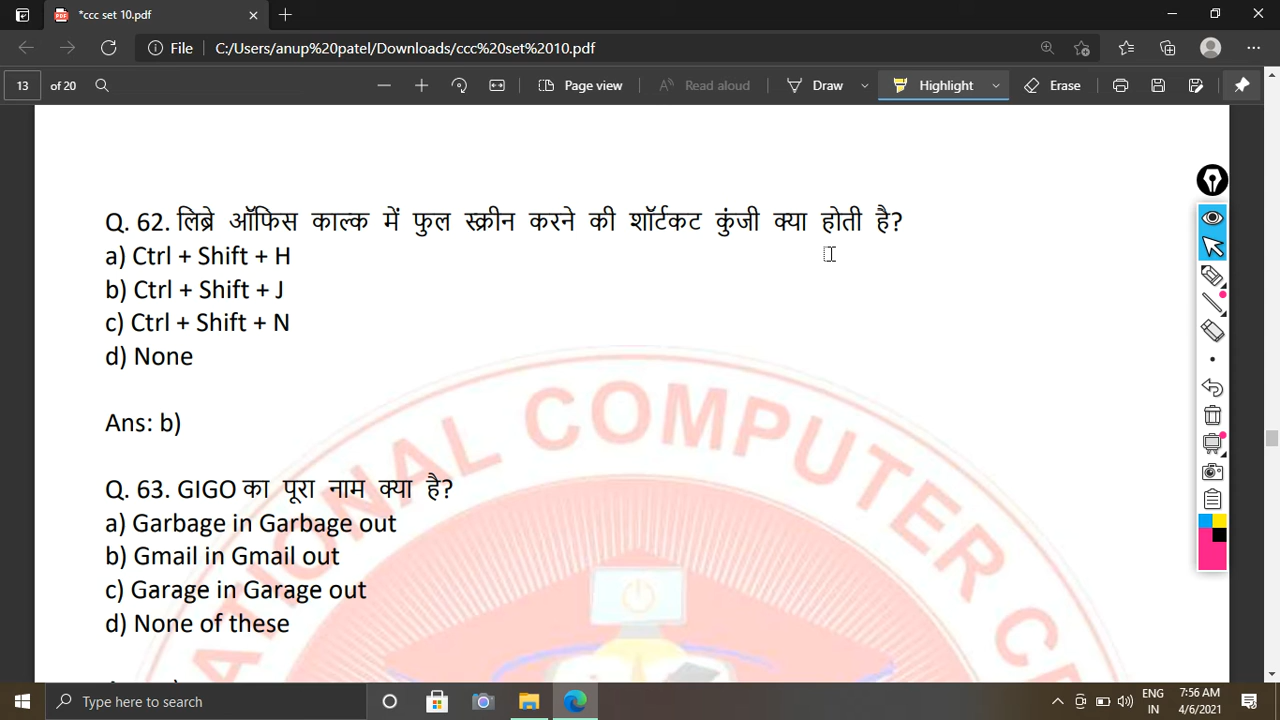 *ccc set 10.pdf
File C:/Users/anup%20patel/Downloads/ccc%20set%2010.pdf
13 of 20 Page view Read aloud Draw Highlight Erase
Q. 62. लिब्रे ऑफिस काल्क में फुल स्क्रीन करने की शॉर्टकट कुंजी क्या होती है?
a) Ctrl + Shift + H
b) Ctrl + Shift + J
c) Ctrl + Shift + N
d) None
Ans: b)
Q. 63. GIGO का पूरा नाम क्या है?
a) Garbage in Garbage out
b) Gmail in Gmail out
c) Garage in Garage out
d) None of these
ATIONAL COMPUTER CE
Type here to search
ENG
IN
7:56 AM
4/6/2021